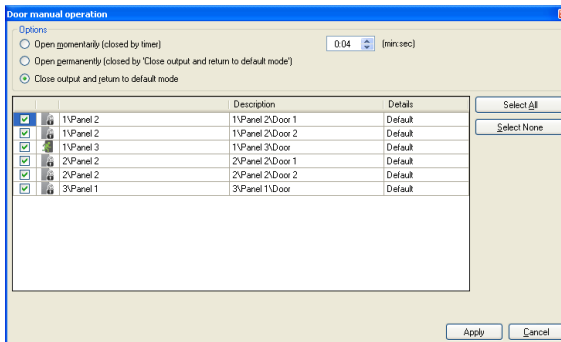 Door manual operation
Options
Open momentarily (closed by timer) 0:04 (min:sec)
Open permanently (closed by 'Close output and return to default mode')
Close output and return to default mode
Description Details
1\Panel 2 1\Panel 2\Door 1 Default
1\Panel 2 1\Panel 2\Door 2 Default
1\Panel 3 1\Panel 3\Door Default
2\Panel 2 2\Panel 2\Door 1 Default
2\Panel 2 2\Panel 2\Door 2 Default
3\Panel 1 3\Panel 1\Door Default
Select All
Select None
Apply Cancel